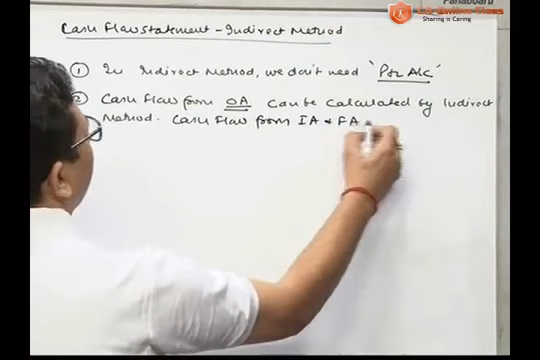 Panaboard
Sharing is Caring
Cash Flow statement - Indirect Method
① In Indirect Method, we don't need "P&L A/c"
② Cash Flow from OA can be calculated by Indirect
Method. Cash Flow from IA & FA